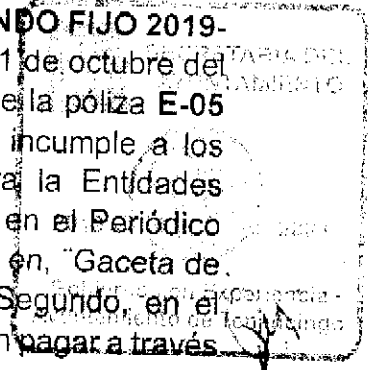 NDO FIJO 2019-
1 de octubre del
e la póliza E-05
incumple a los
a la Entidades
en el Periódico
en, "Gaceta de
Segundo, en el
pagar a través